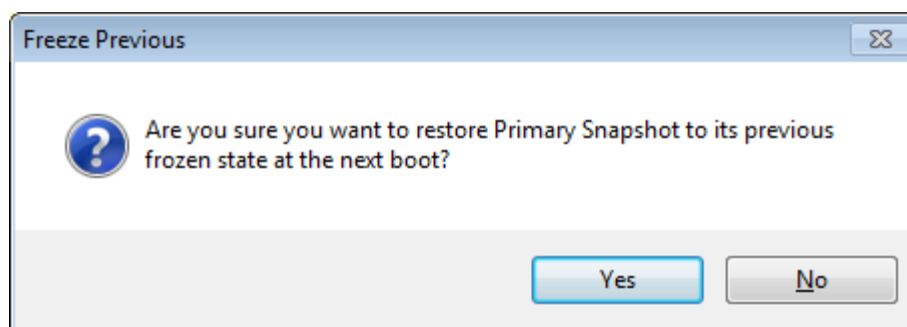 Freeze Previous
Are you sure you want to restore Primary Snapshot to its previous
frozen state at the next boot?
Yes
No